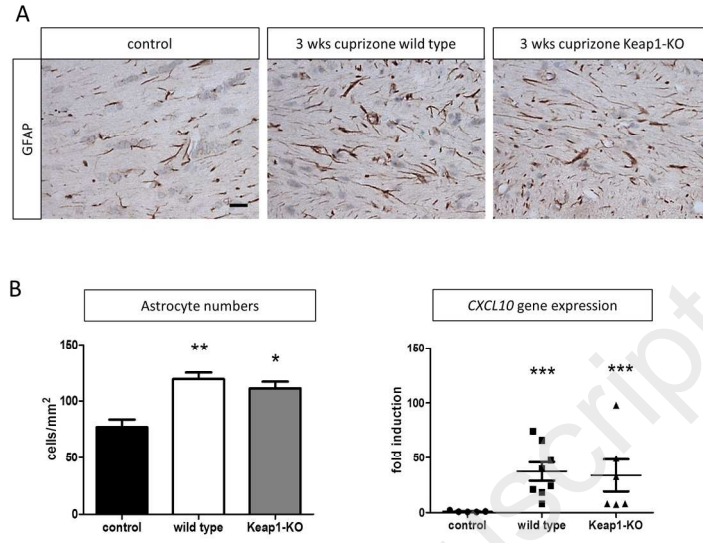 A
control
3 wks cuprizone wild type
3 wks cuprizone Keap1-KO
GFAP
B
Astrocyte numbers
CXCL10 gene expression
150
100
50
0
cells/mm2
**
*
control
wild type
Keap1-KO
150
100
50
0
fold induction
***
***
control
wild type
Keap1-KO